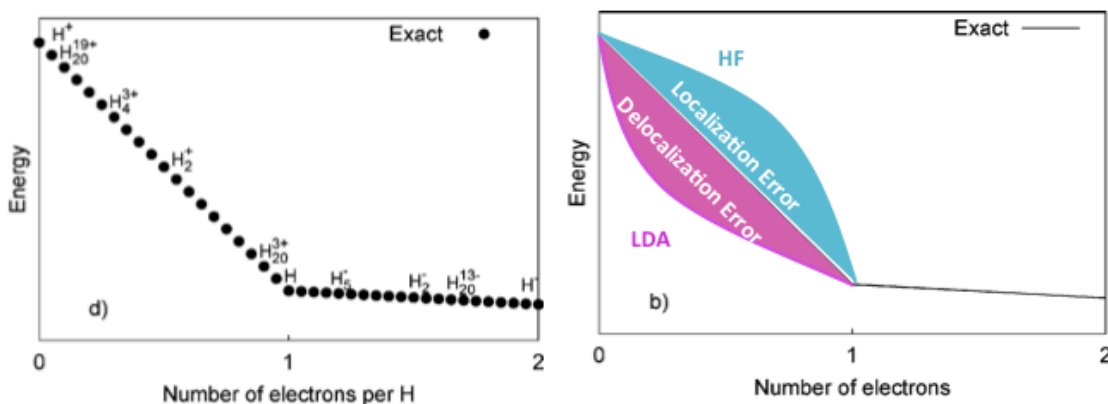 H+
H20 19+
H4 3+
H2+
H20 3+
H
H5-
H2-
H20 13-
H-
Exact
d)
Energy
0
1
2
Number of electrons per H
Exact
HF
Localization Error
Delocalization Error
LDA
b)
Energy
0
1
2
Number of electrons